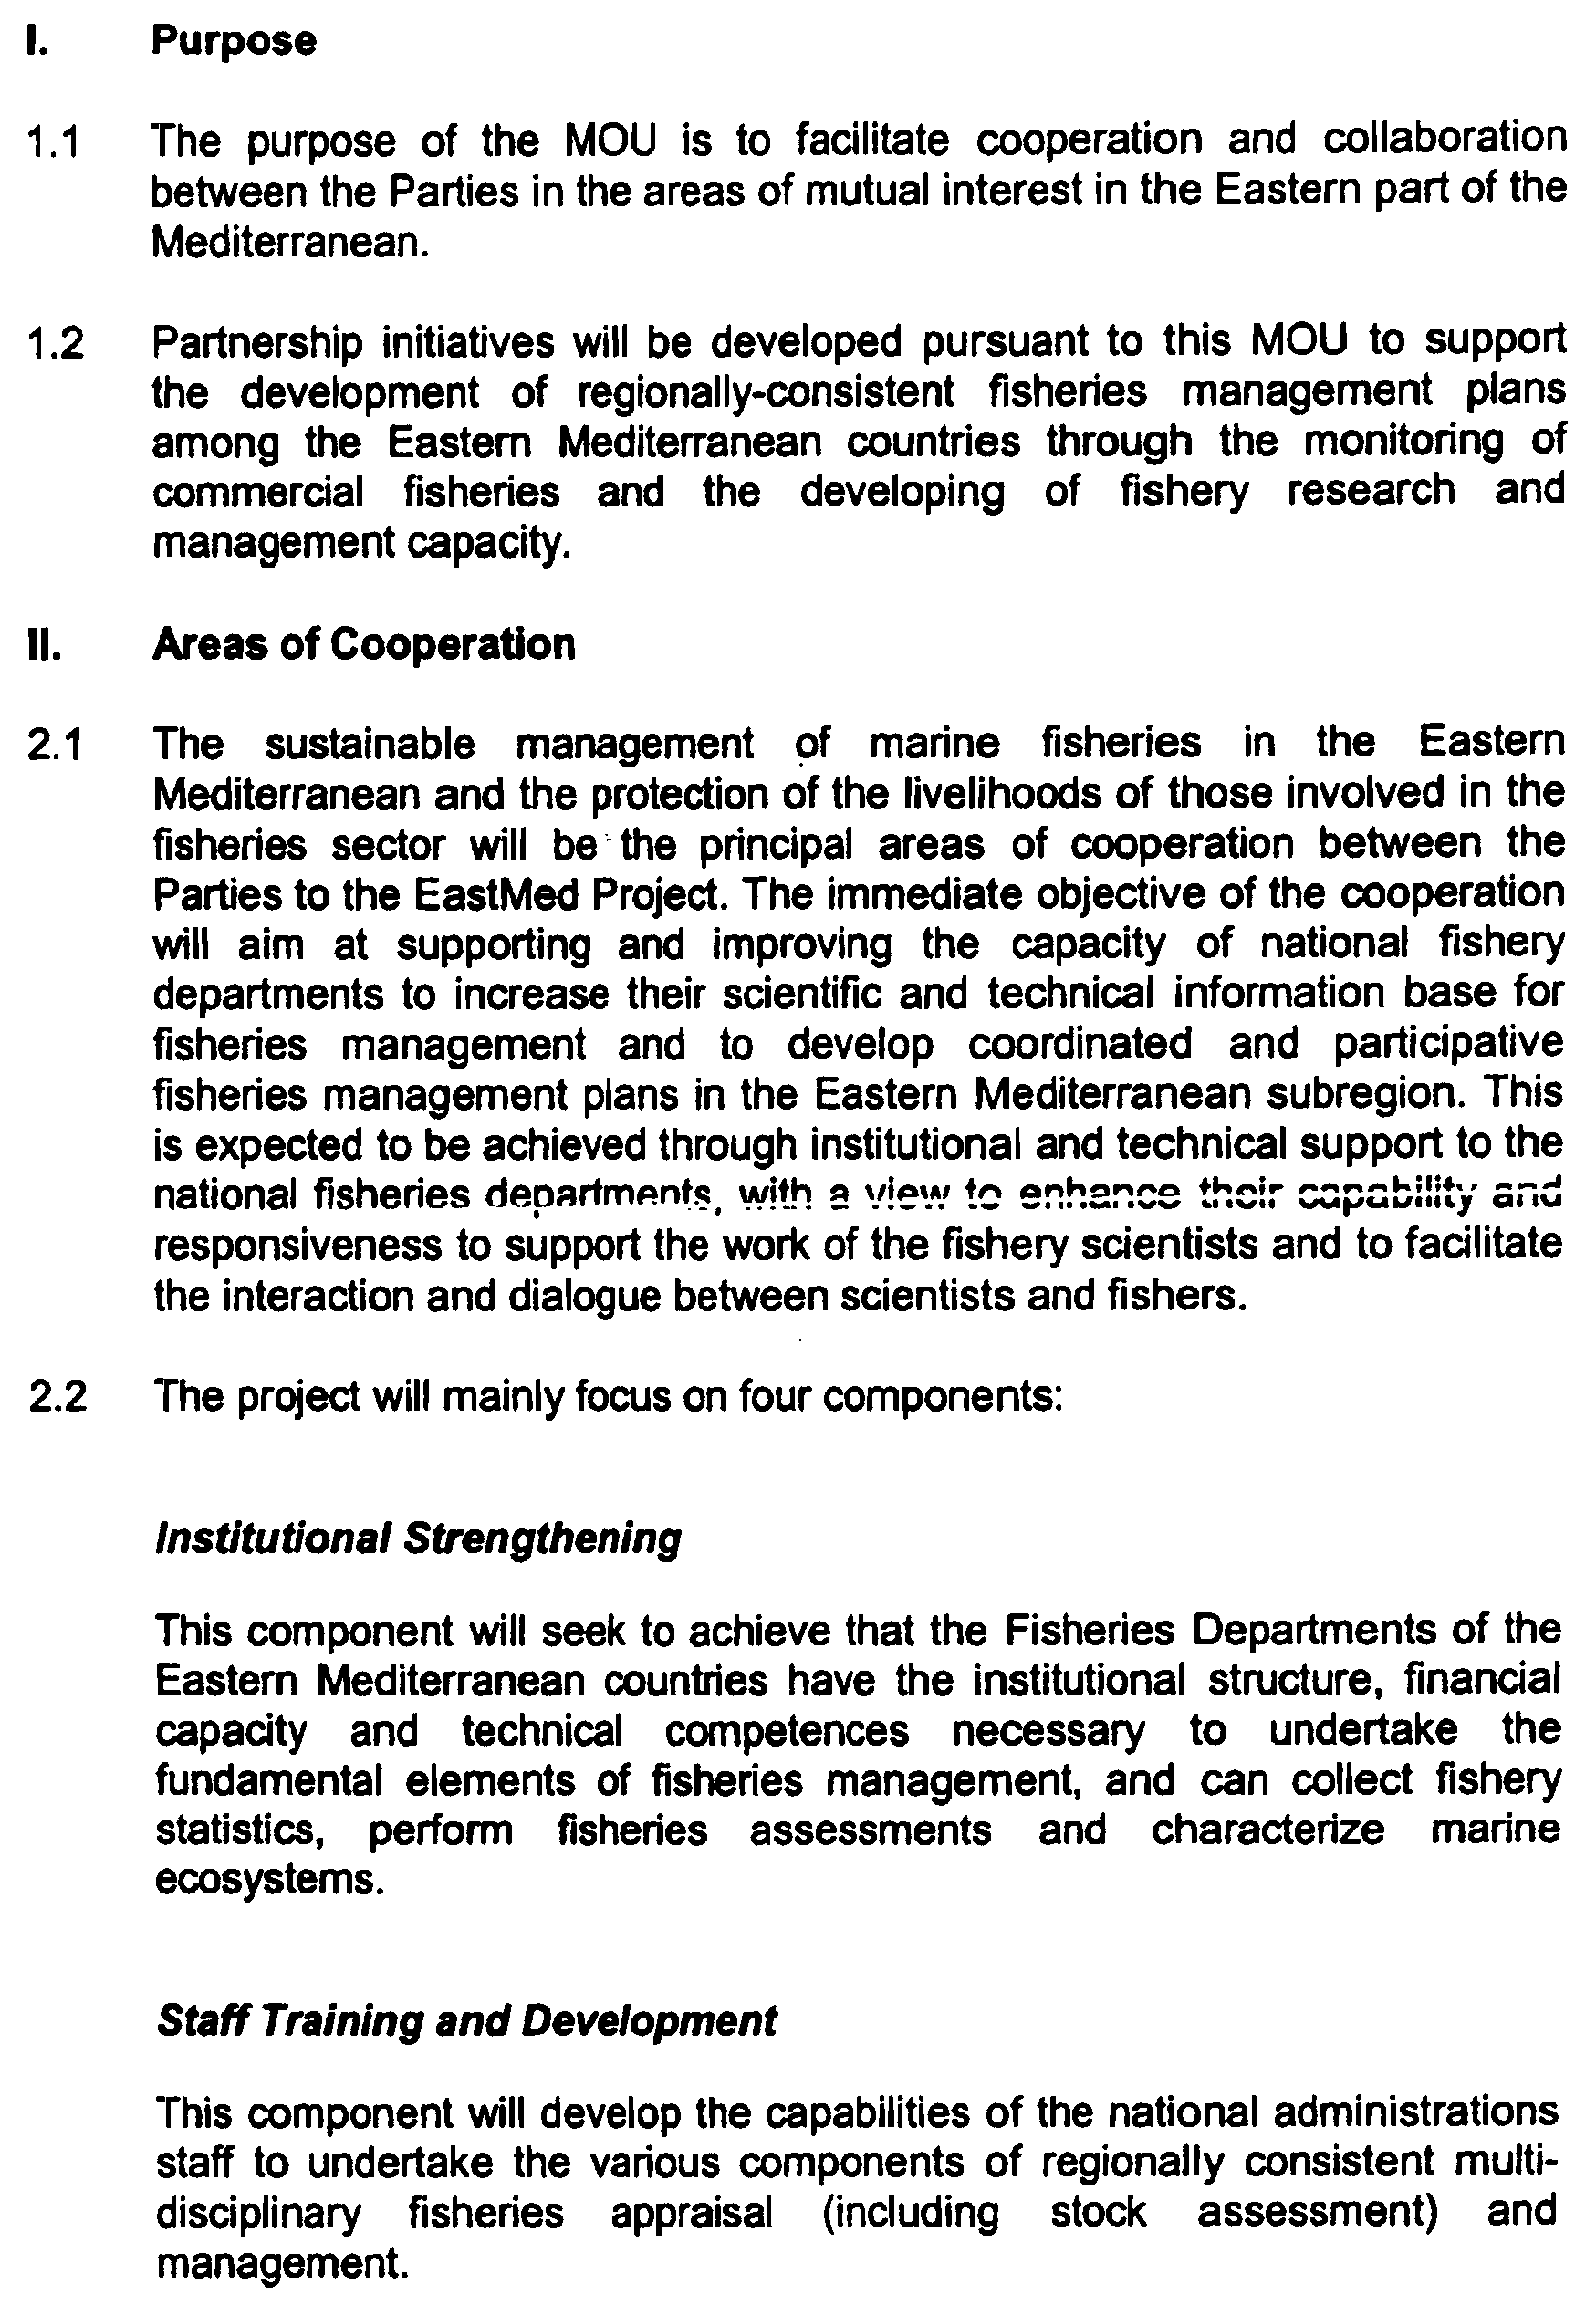 I. Purpose
1.1 The purpose of the MOU is to facilitate cooperation and collaboration
between the Parties in the areas of mutual interest in the Eastern part of the
Mediterranean.
1.2 Partnership initiatives will be developed pursuant to this MOU to support
the development of regionally-consistent fisheries management plans
among the Eastern Mediterranean countries through the monitoring of
commercial fisheries and the developing of fishery research and
management capacity.
II. Areas of Cooperation
2.1 The sustainable management of marine fisheries in the Eastern
Mediterranean and the protection of the livelihoods of those involved in the
fisheries sector will be the principal areas of cooperation between the
Parties to the EastMed Project. The immediate objective of the cooperation
will aim at supporting and improving the capacity of national fishery
departments to increase their scientific and technical information base for
fisheries management and to develop coordinated and participative
fisheries management plans in the Eastern Mediterranean subregion. This
is expected to be achieved through institutional and technical support to the
national fisheries departments, with a view to enhance their capability and
responsiveness to support the work of the fishery scientists and to facilitate
the interaction and dialogue between scientists and fishers.
2.2 The project will mainly focus on four components:
Institutional Strengthening
This component will seek to achieve that the Fisheries Departments of the
Eastern Mediterranean countries have the institutional structure, financial
capacity and technical competences necessary to undertake the
fundamental elements of fisheries management, and can collect fishery
statistics, perform fisheries assessments and characterize marine
ecosystems.
Staff Training and Development
This component will develop the capabilities of the national administrations
staff to undertake the various components of regionally consistent multi-
disciplinary fisheries appraisal (including stock assessment) and
management.